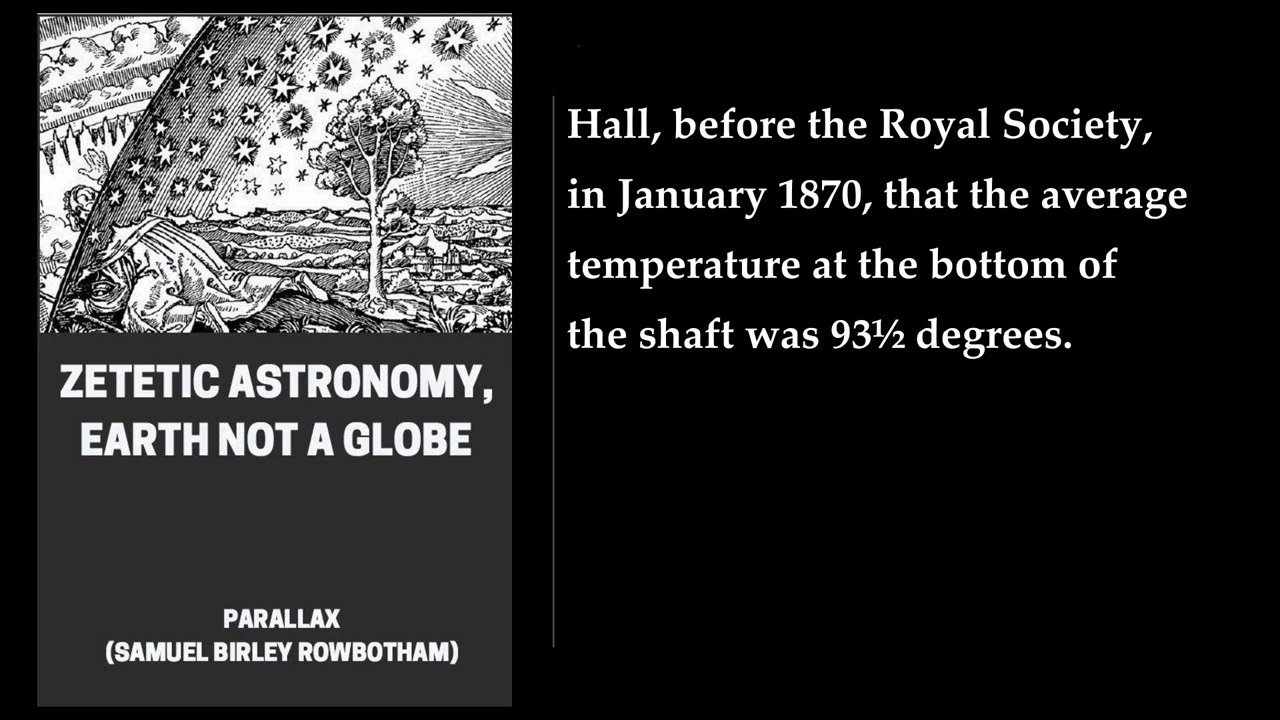 ZETETIC ASTRONOMY,
EARTH NOT A GLOBE
PARALLAX
(SAMUEL BIRLEY ROWBOTHAM)
Hall, before the Royal Society,
in January 1870, that the average
temperature at the bottom of
the shaft was 93½ degrees.